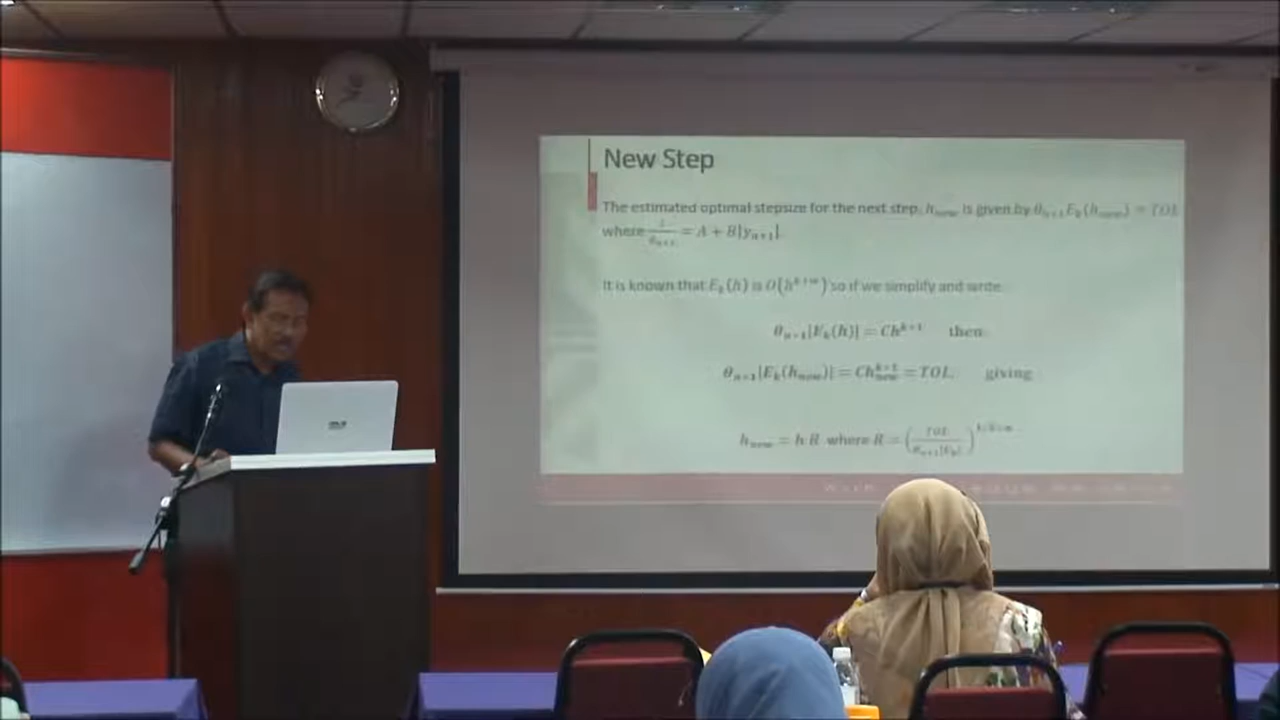 New Step
The estimated optimal stepsize for the next step, h_new is given by θ_{n+1}E_k(h_new) = TOL
where 1/θ_{n+1} = A + B|y_{n+1}|.
It is known that E_k(h) is O(h^{k+m}) so if we simplify and write
θ_{n+1}|E_k(h)| = Ch^{k+1} then
θ_{n+1}|E_k(h_new)| = Ch_new^{k+1} = TOL, giving
h_new = h R where R = (TOL/θ_{n+1}|E_k|)